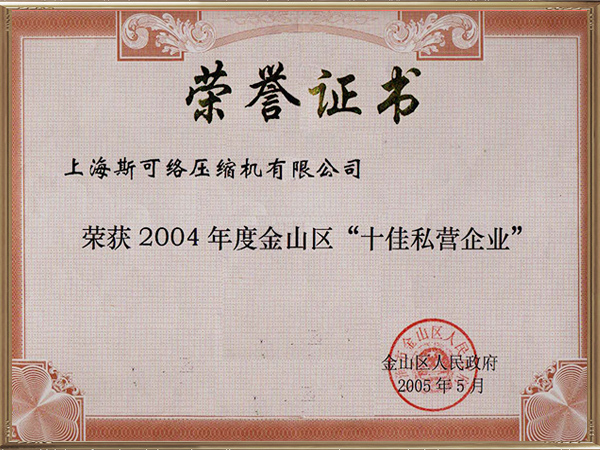 荣誉证书
上海斯可络压缩机有限公司
荣获2004年度金山区“十佳私营企业”
金山区人民政府
2005年5月